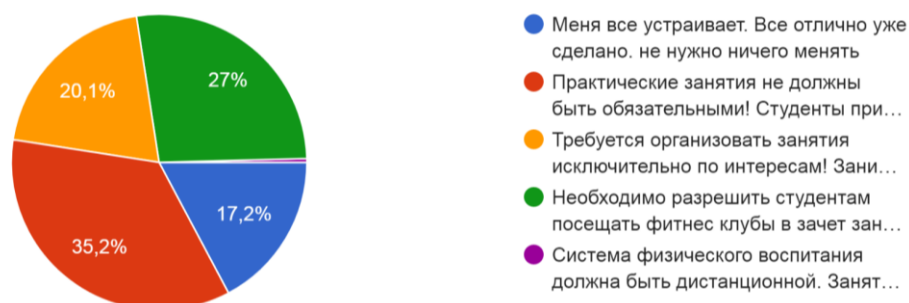 20,1%
27%
17,2%
35,2%
Меня все устраивает. Все отлично уже
сделано. не нужно ничего менять
Практические занятия не должны
быть обязательными! Студенты при...
Требуется организовать занятия
исключительно по интересам! Зани...
Необходимо разрешить студентам
посещать фитнес клубы в зачет зан...
Система физического воспитания
должна быть дистанционной. Занят...